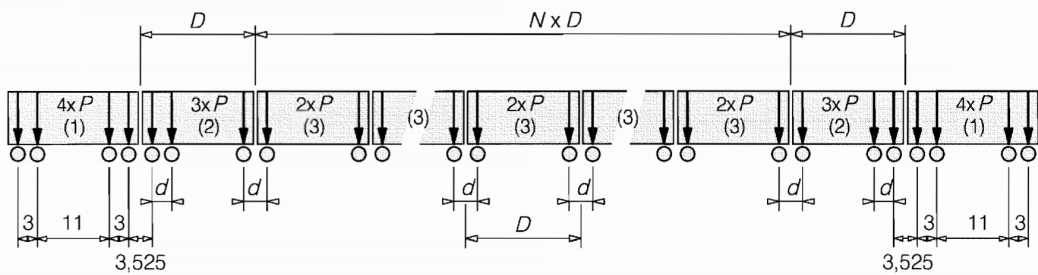 D N x D D
4x P 3x P 2x P 2x P 2x P 3x P 4x P
(1) (2) (3) (3) (3) (3) (3) (2) (1)
d d d d d d
3 11 3 D 3 11 3
3,525 3,525